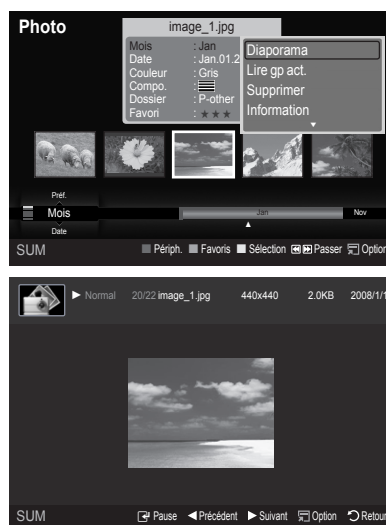 Photo
image_1.jpg
Mois : Jan
Date : Jan.01.2
Couleur : Gris
Compo. :
Dossier : P-other
Favori : ★★★
Diaporama
Lire gp act.
Supprimer
Information
Préf.
Mois
Date
Jan
Nov
SUM
Périph. Favoris Sélection Passer Option
Normal 20/22 image_1.jpg 440x440 2.0KB 2008/1/1
SUM
Pause Précédent Suivant Option Retour